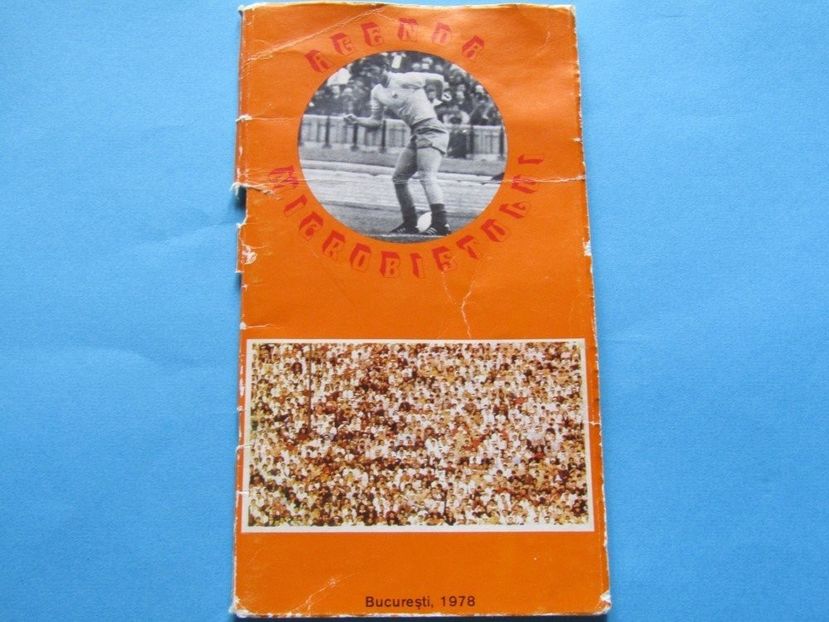 AGENDA
MICROBISTULUI
București, 1978